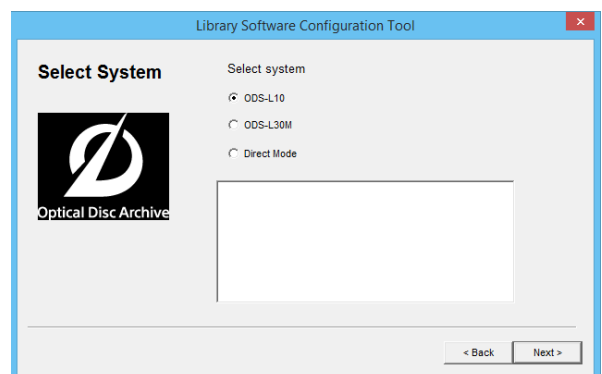 Library Software Configuration Tool
Select System
Select system
ODS-L10
ODS-L30M
Direct Mode
Optical Disc Archive
< Back
Next >